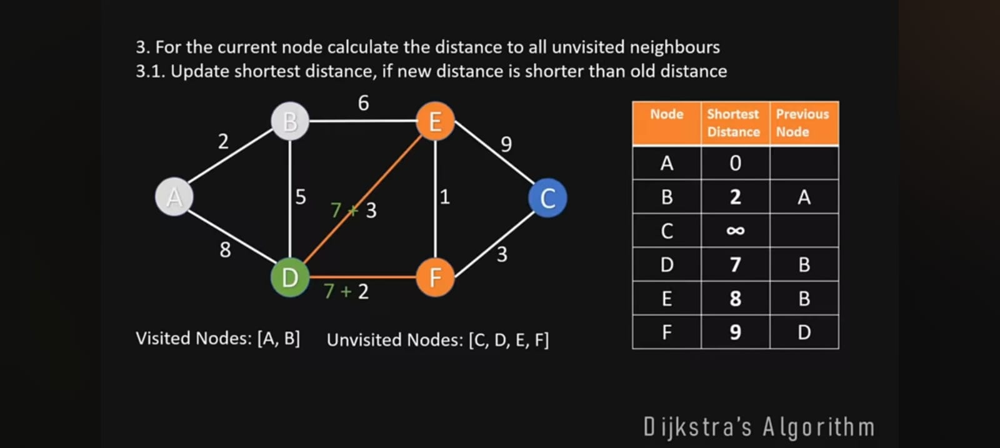 3. For the current node calculate the distance to all unvisited neighbours
3.1. Update shortest distance, if new distance is shorter than old distance
6
B
E
2
9
A
5
7 + 3
1
C
8
3
D
7 + 2
F
Node Shortest Distance Previous Node
A 0
B 2 A
C ∞
D 7 B
E 8 B
F 9 D
Visited Nodes: [A, B] Unvisited Nodes: [C, D, E, F]
Dijkstra's Algorithm